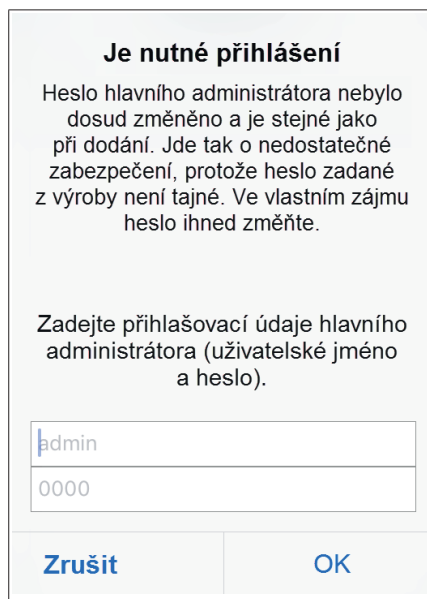 Je nutné přihlášení
Heslo hlavního administrátora nebylo
dosud změněno a je stejné jako
při dodání. Jde tak o nedostatečné
zabezpečení, protože heslo zadané
z výroby není tajné. Ve vlastním zájmu
heslo ihned změňte.
Zadejte přihlašovací údaje hlavního
administrátora (uživatelské jméno
a heslo).
admin
0000
Zrušit
OK